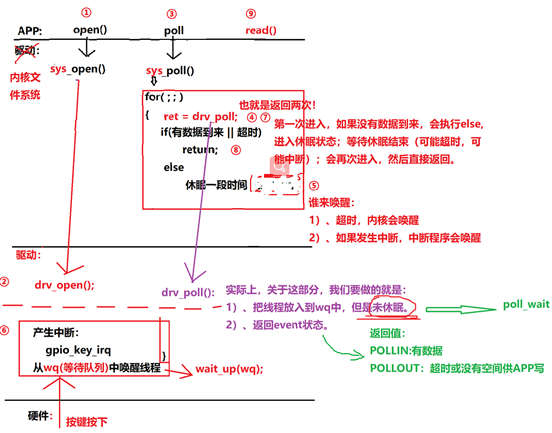 ① ③ ⑨
APP: open() poll read()
驱动:
内核文件系统
sys_open() sys_poll()
for( ; ; )
{ ret = drv_poll; ④ ⑦
if(有数据到来 || 超时)
return; ⑧
else
休眠一段时间
⑤
也就是返回两次!
第一次进入，如果没有数据到来，会执行else,
进入休眠状态；等待休眠结束（可能超时，可
能中断）；会再次进入，然后直接返回。
谁来唤醒:
1）、超时，内核会唤醒
2）、如果发生中断，中断程序会唤醒
驱动:
② drv_open();
drv_poll():
实际上，关于这部分，我们要做的就是:
1）、把线程放入到wq中，但是未休眠。
2）、返回event状态。
poll_wait
返回值:
POLLIN:有数据
POLLOUT: 超时或没有空间供APP写
⑥ 产生中断:
gpio_key_irq
}
从wq(等待队列)中唤醒线程
wait_up(wq);
硬件: 按键按下